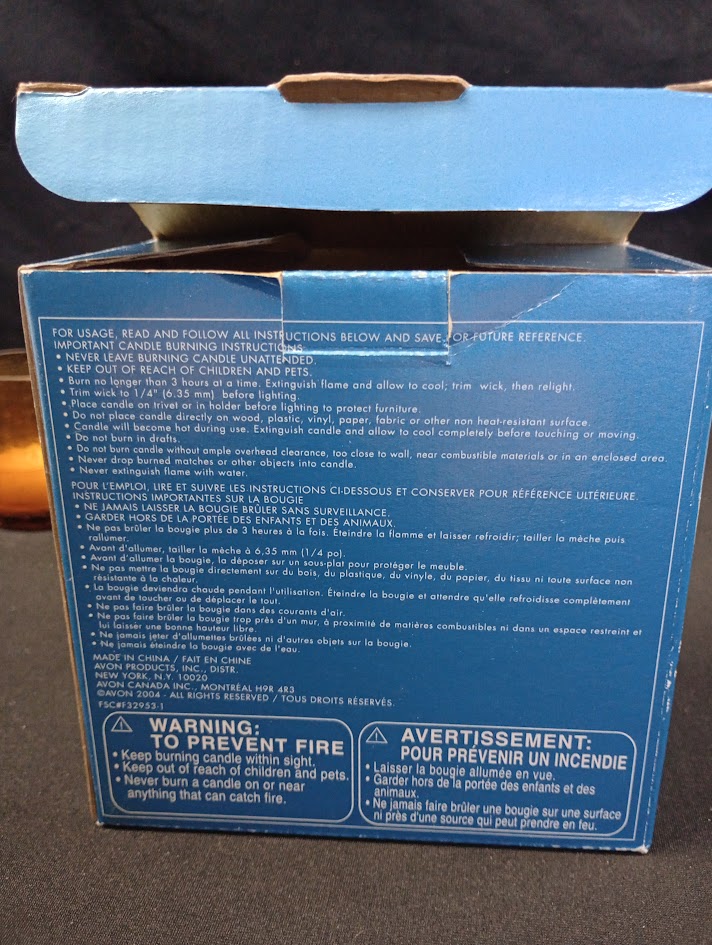 FOR USAGE, READ AND FOLLOW ALL INSTRUCTIONS BELOW AND SAVE FOR FUTURE REFERENCE.
IMPORTANT CANDLE BURNING INSTRUCTIONS
• NEVER LEAVE BURNING CANDLE UNATTENDED.
• KEEP OUT OF REACH OF CHILDREN AND PETS.
• Burn no longer than 3 hours at a time. Extinguish flame and allow to cool; trim wick, then relight.
• Trim wick to 1/4" (6.35 mm) before lighting.
• Place candle on trivet or in holder before lighting to protect furniture.
• Do not place candle directly on wood, plastic, vinyl, paper, fabric or other non heat-resistant surface.
• Candle will become hot during use. Extinguish candle and allow to cool completely before touching or moving.
• Do not burn in drafts.
• Do not burn candle without ample overhead clearance, too close to wall, near combustible materials or in an enclosed area.
• Never drop burned matches or other objects into candle.
• Never extinguish flame with water.
POUR L'EMPLOI, LIRE ET SUIVRE LES INSTRUCTIONS CI-DESSOUS ET CONSERVER POUR RÉFÉRENCE ULTÉRIEURE.
INSTRUCTIONS IMPORTANTES SUR LA BOUGIE
• NE JAMAIS LAISSER LA BOUGIE BRÛLER SANS SURVEILLANCE.
• GARDER HORS DE LA PORTÉE DES ENFANTS ET DES ANIMAUX.
• Ne pas brûler la bougie plus de 3 heures à la fois. Éteindre la flamme et laisser refroidir; tailler la mèche puis
rallumer.
• Avant d'allumer, tailler la mèche à 6,35 mm (1/4 po).
• Avant d'allumer la bougie, la déposer sur un sous-plat pour protéger le meuble.
• Ne pas mettre la bougie directement sur du bois, du plastique, du vinyle, du papier, du tissu ni toute surface non
résistante à la chaleur.
• La bougie deviendra chaude pendant l'utilisation. Éteindre la bougie et attendre qu'elle refroidisse complètement
avant de toucher ou de déplacer le tout.
• Ne pas faire brûler la bougie dans des courants d'air.
• Ne pas faire brûler la bougie trop près d'un mur, à proximité de matières combustibles ni dans un espace restreint et
lui laisser une bonne hauteur libre.
• Ne jamais jeter d'allumettes brûlées ni d'autres objets sur la bougie.
• Ne jamais éteindre la bougie avec de l'eau.
MADE IN CHINA / FAIT EN CHINE
AVON PRODUCTS, INC., DISTR.
NEW YORK, N.Y. 10020
AVON CANADA INC., MONTRÉAL H9R 4R3
©AVON 2004 - ALL RIGHTS RESERVED / TOUS DROITS RÉSERVÉS.
FSC#F32953-1
WARNING:
TO PREVENT FIRE
• Keep burning candle within sight.
• Keep out of reach of children and pets.
• Never burn a candle on or near
anything that can catch fire.
AVERTISSEMENT:
POUR PRÉVENIR UN INCENDIE
• Laisser la bougie allumée en vue.
• Garder hors de la portée des enfants et des
animaux.
• Ne jamais faire brûler une bougie sur une surface
ni près d'une source qui peut prendre en feu.